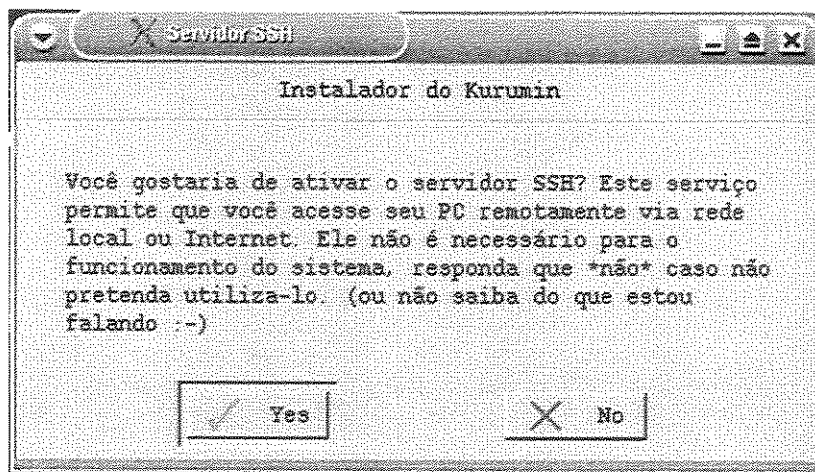 Servidor SSH
Instalador do Kurumin
Você gostaria de ativar o servidor SSH? Este serviço
permite que você acesse seu PC remotamente via rede
local ou Internet. Ele não é necessário para o
funcionamento do sistema, responda que *não* caso não
pretenda utiliza-lo. (ou não saiba do que estou
falando :-)
Yes
No